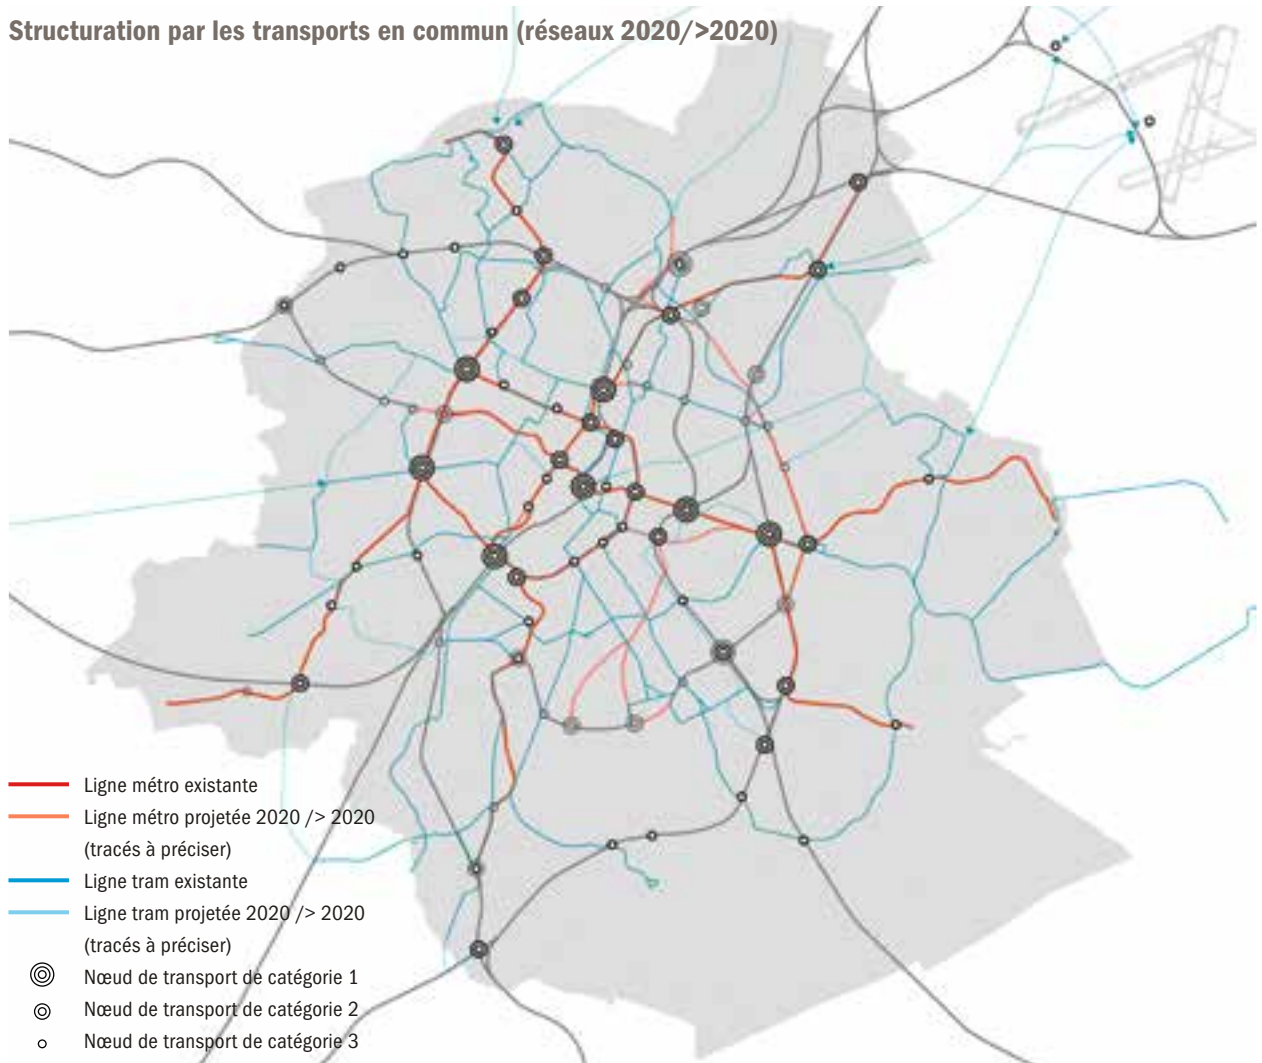 Structuration par les transports en commun (réseaux 2020/>2020)
Ligne métro existante
Ligne métro projetée 2020 /> 2020
(tracés à préciser)
Ligne tram existante
Ligne tram projetée 2020 /> 2020
(tracés à préciser)
Nœud de transport de catégorie 1
Nœud de transport de catégorie 2
Nœud de transport de catégorie 3